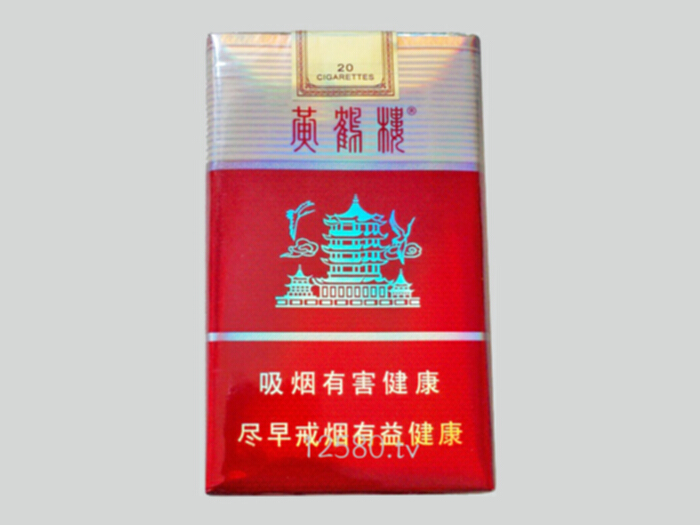 20
CIGARETTES
黄鹤楼®
吸烟有害健康
尽早戒烟有益健康
12580.tv